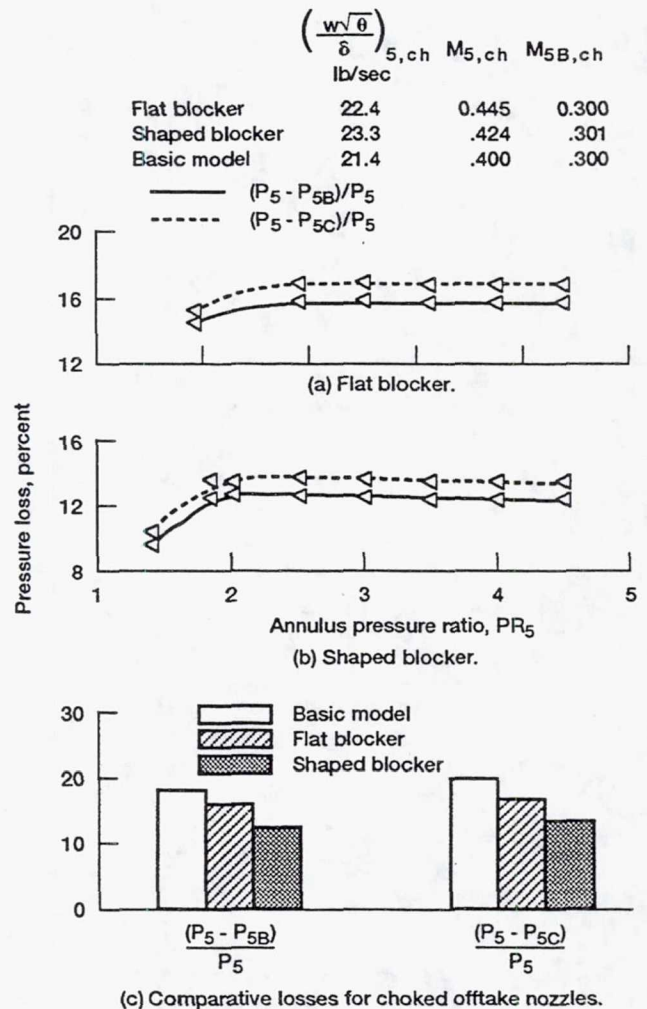 (w√θ/δ)5,ch M5,ch M5B,ch
lb/sec
Flat blocker 22.4 0.445 0.300
Shaped blocker 23.3 .424 .301
Basic model 21.4 .400 .300
(P5 - P5B)/P5
(P5 - P5C)/P5
20
16
12
(a) Flat blocker.
Pressure loss, percent
16
12
8
1 2 3 4 5
Annulus pressure ratio, PR5
(b) Shaped blocker.
30
20
10
0
Basic model
Flat blocker
Shaped blocker
(P5 - P5B)
P5
(P5 - P5C)
P5
(c) Comparative losses for choked offtake nozzles.